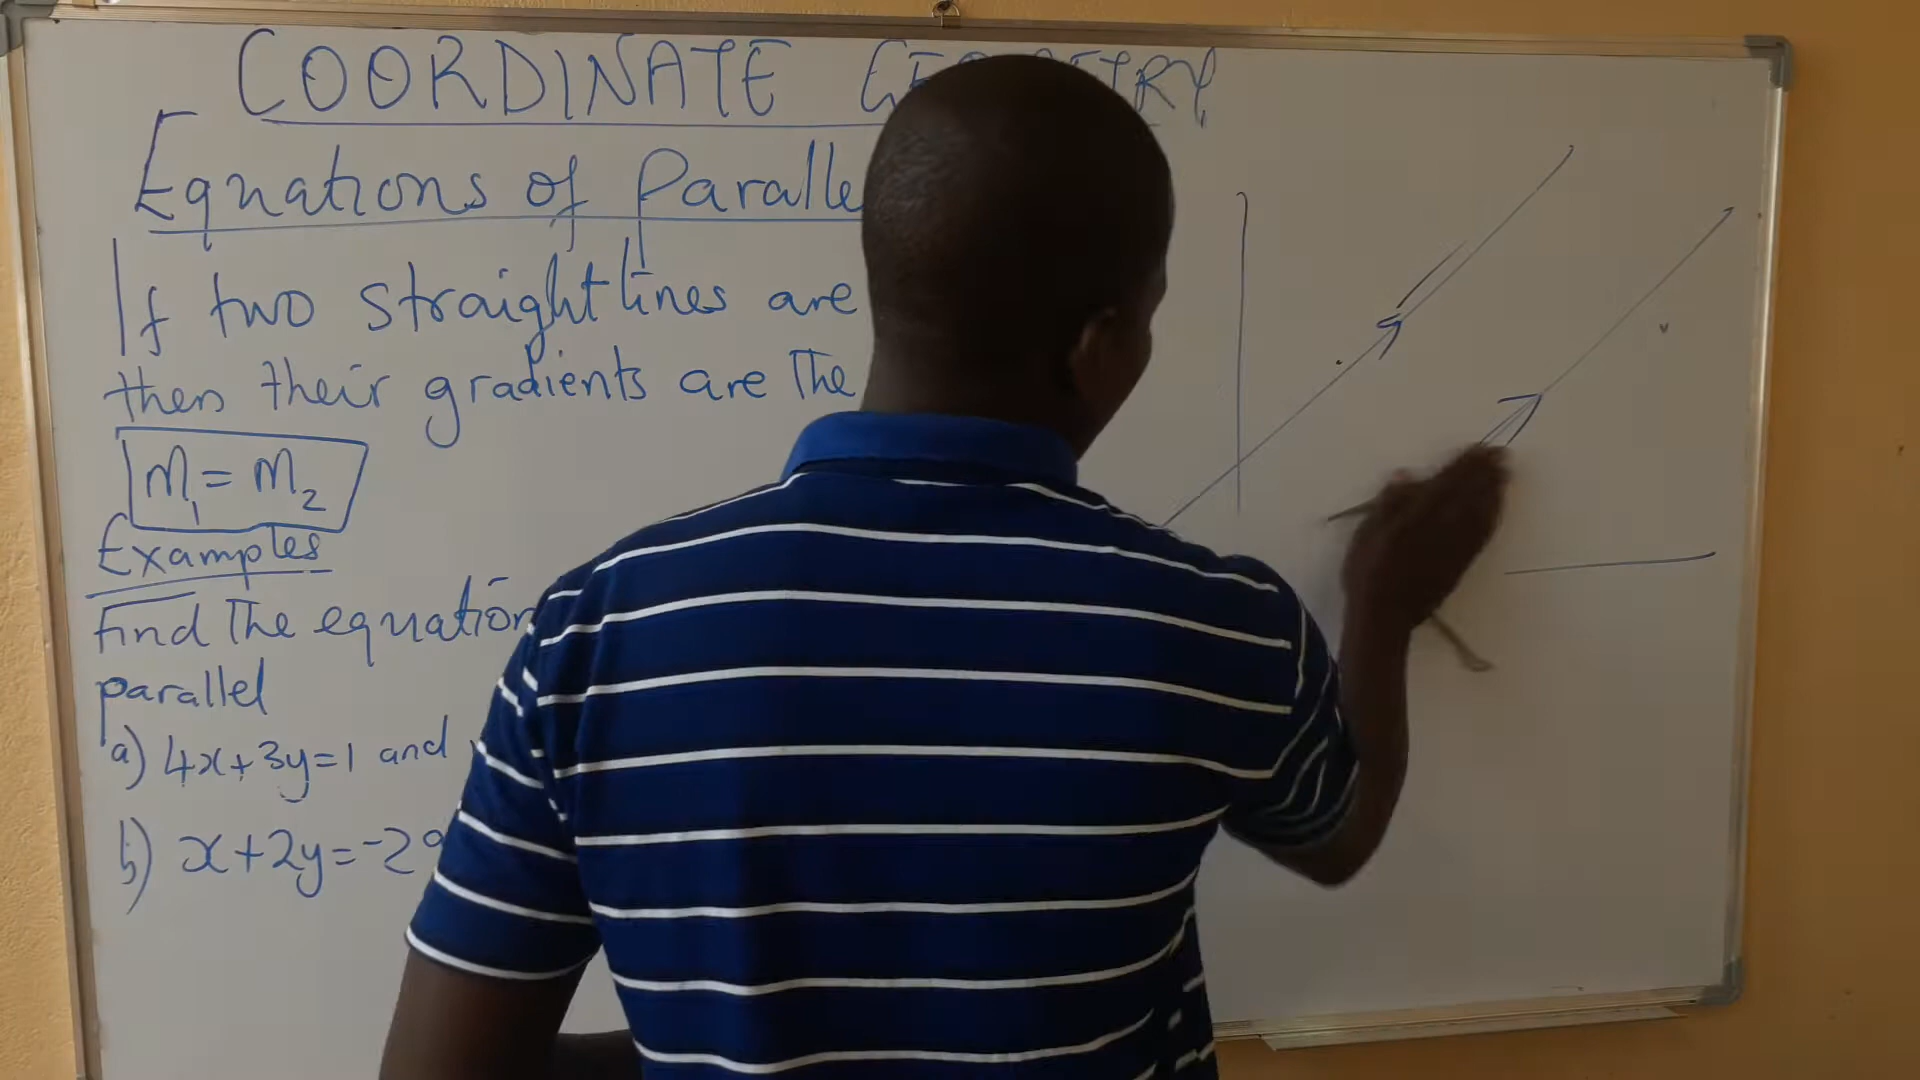 COORDINATE GEOMETRY
Equations of Paralle
If two straight lines are
then their gradients are the
M₁ = M₂
Examples
Find the equation
parallel
a) 4x+3y=1 and
b) x+2y=-2